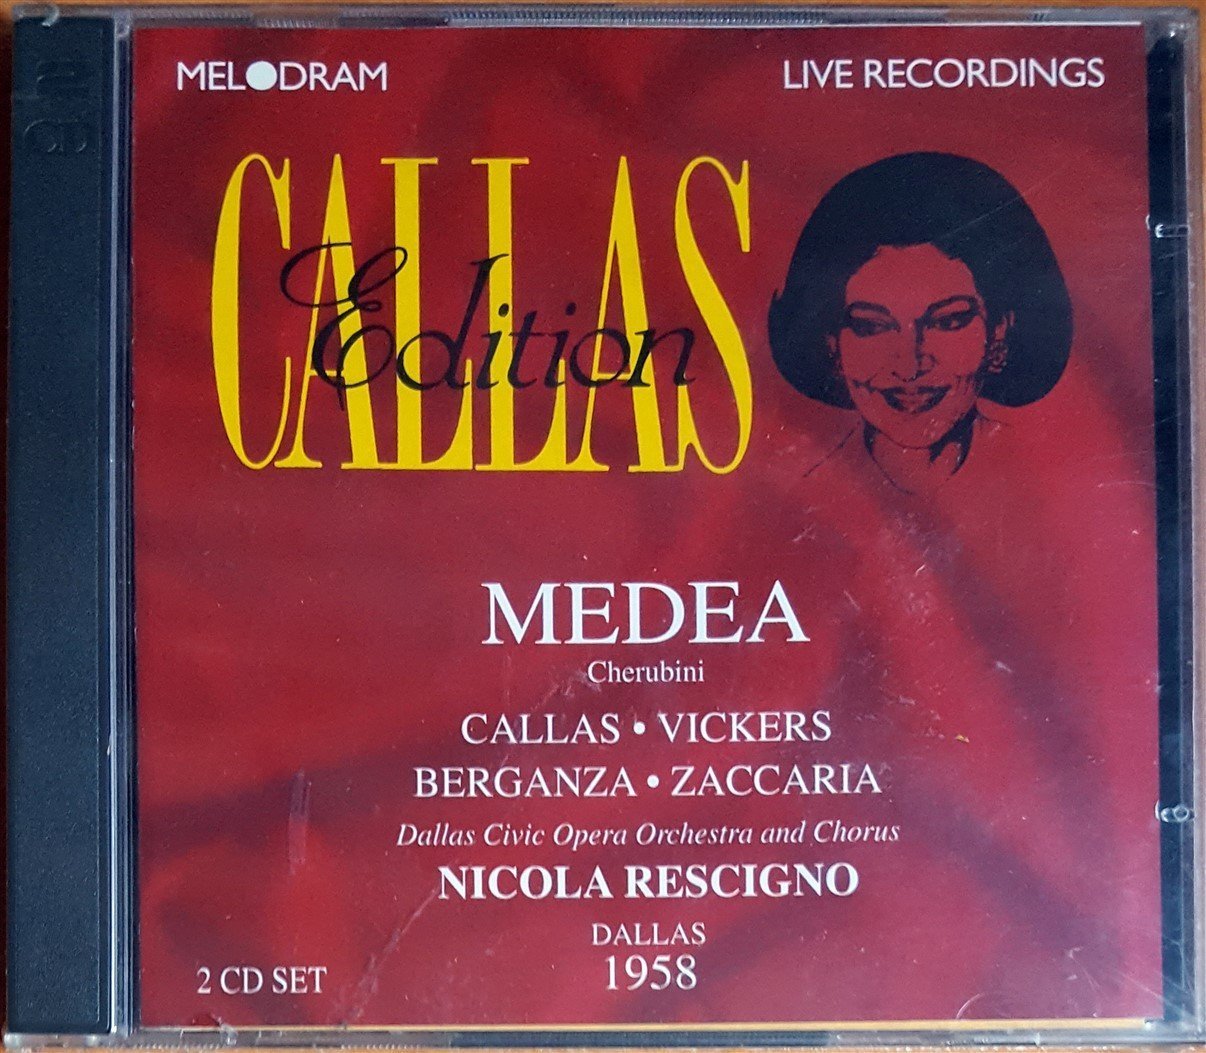 MELODRAM
LIVE RECORDINGS
CALLAS
Edition
MEDEA
Cherubini
CALLAS • VICKERS
BERGANZA • ZACCARIA
Dallas Civic Opera Orchestra and Chorus
NICOLA RESCIGNO
DALLAS
1958
2 CD SET